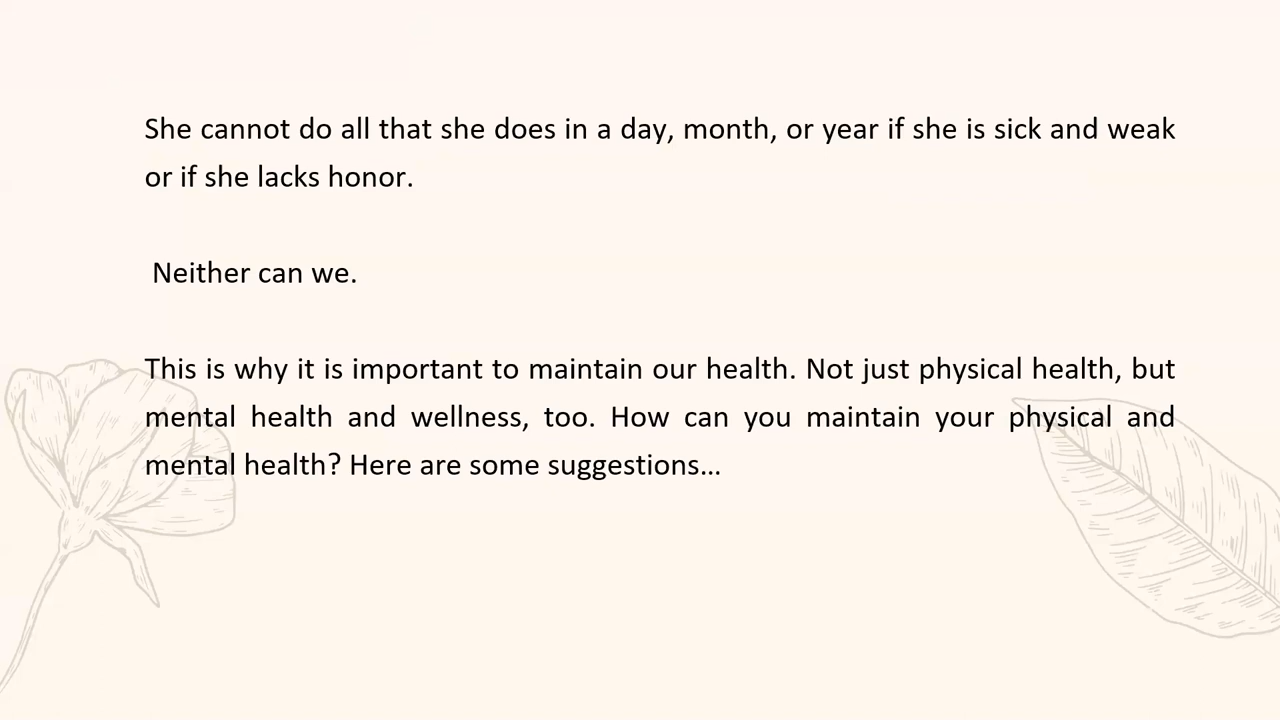 She cannot do all that she does in a day, month, or year if she is sick and weak
or if she lacks honor.
Neither can we.
This is why it is important to maintain our health. Not just physical health, but
mental health and wellness, too. How can you maintain your physical and
mental health? Here are some suggestions...